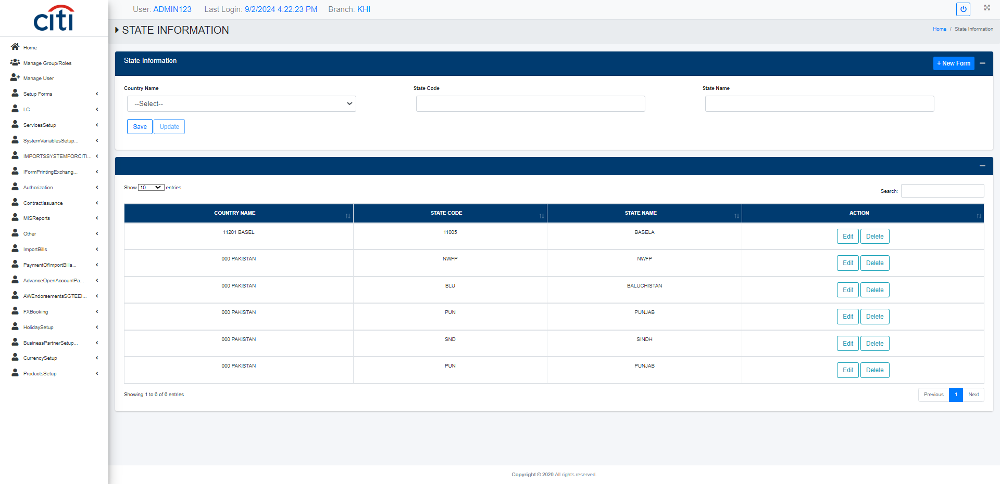 citi
User: ADMIN123 Last Login: 9/2/2024 4:22:23 PM Branch: KHI
STATE INFORMATION
Home / State Information
Home
Manage Group/Roles
Manage User
Setup Forms
LC
ServicesSetup
SystemVariablesSetup...
IMPORTSSYSTEMFORCITI...
IFormPrintingExchang...
Authorization
ContractIssuance
MISReports
Other
ImportBills
PaymentOfImportBills...
AdvanceOpenAccountPa...
AWEndorsementsSGTEEI...
FXBooking
HolidaySetup
BusinessPartnerSetup...
CurrencySetup
ProductsSetup
State Information
+ New Form
Country Name State Code State Name
--Select--
Save Update
Show 10 entries
Search:
COUNTRY NAME STATE CODE STATE NAME ACTION
11201 BASEL 11005 BASELA Edit Delete
000 PAKISTAN NWFP NWFP Edit Delete
000 PAKISTAN BLU BALUCHISTAN Edit Delete
000 PAKISTAN PUN PUNJAB Edit Delete
000 PAKISTAN SND SINDH Edit Delete
000 PAKISTAN PUN PUNJAB Edit Delete
Showing 1 to 6 of 6 entries
Previous 1 Next
Copyright © 2020 All rights reserved.